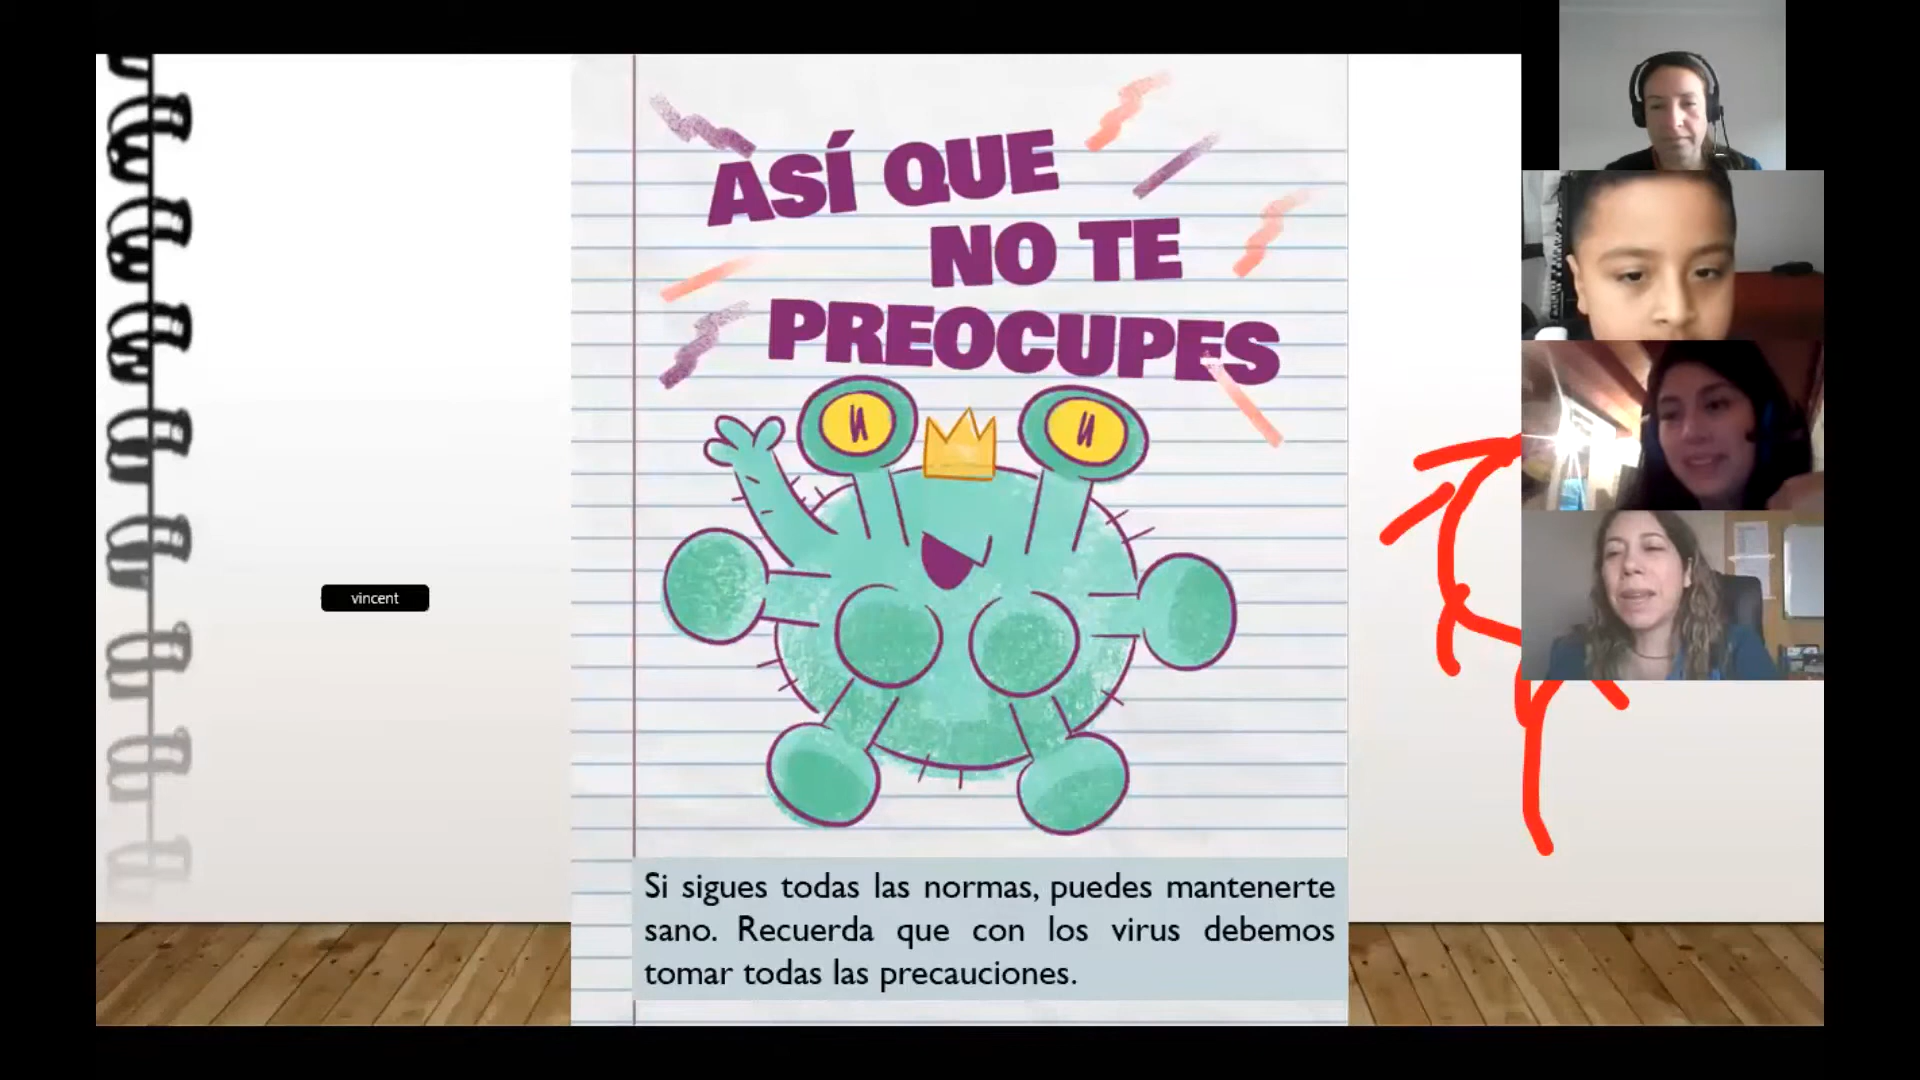 ASÍ QUE
NO TE
PREOCUPES
vincent
Si sigues todas las normas, puedes mantenerte
sano. Recuerda que con los virus debemos
tomar todas las precauciones.